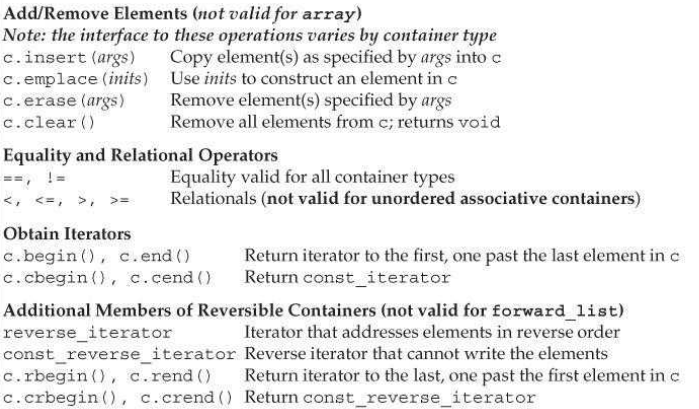 Add/Remove Elements (not valid for array)
Note: the interface to these operations varies by container type
c.insert(args) Copy element(s) as specified by args into c
c.emplace(inits) Use inits to construct an element in c
c.erase(args) Remove element(s) specified by args
c.clear() Remove all elements from c; returns void
Equality and Relational Operators
==, != Equality valid for all container types
<, <=, >, >= Relationals (not valid for unordered associative containers)
Obtain Iterators
c.begin(), c.end() Return iterator to the first, one past the last element in c
c.cbegin(), c.cend() Return const_iterator
Additional Members of Reversible Containers (not valid for forward_list)
reverse_iterator Iterator that addresses elements in reverse order
const_reverse_iterator Reverse iterator that cannot write the elements
c.rbegin(), c.rend() Return iterator to the last, one past the first element in c
c.crbegin(), c.crend() Return const_reverse_iterator